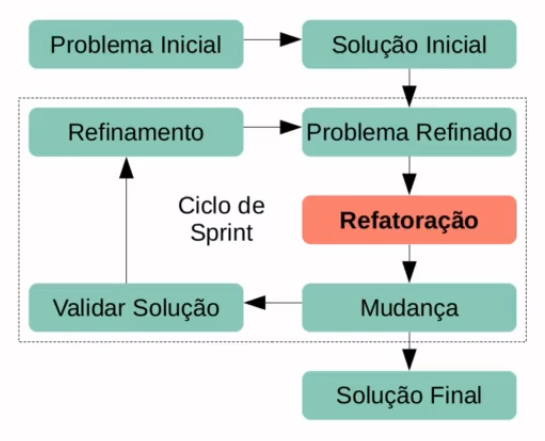 Problema Inicial
Solução Inicial
Refinamento
Problema Refinado
Ciclo de
Sprint
Refatoração
Validar Solução
Mudança
Solução Final